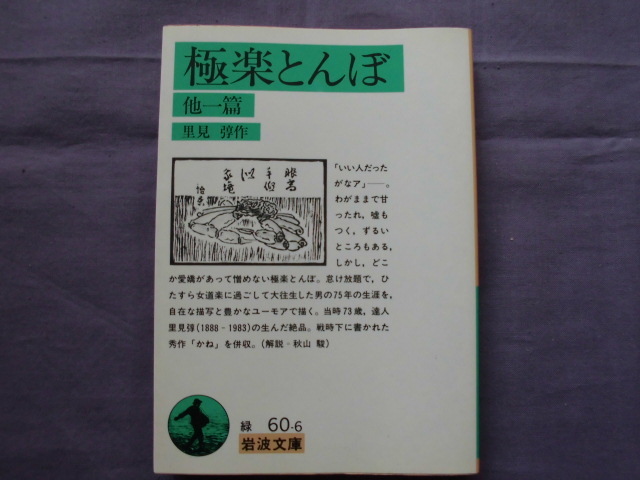 極楽とんぼ
他一篇
里見 弴作
「いい人だった
がなア」──。
わがままで甘
ったれ，嘘も
つく，ずるい
ところもある，
しかし，どこ
か愛嬌があって憎めない極楽とんぼ。怠け放題で，ひ
たすら女道楽に過ごして大往生した男の75年の生涯を，
自在な描写と豊かなユーモアで描く。当時73歳，達人
里見弴(1888‐1983)の生んだ絶品。戦時下に書かれた
秀作「かね」を併収。(解説＝秋山 駿)
緑 60-6
岩波文庫